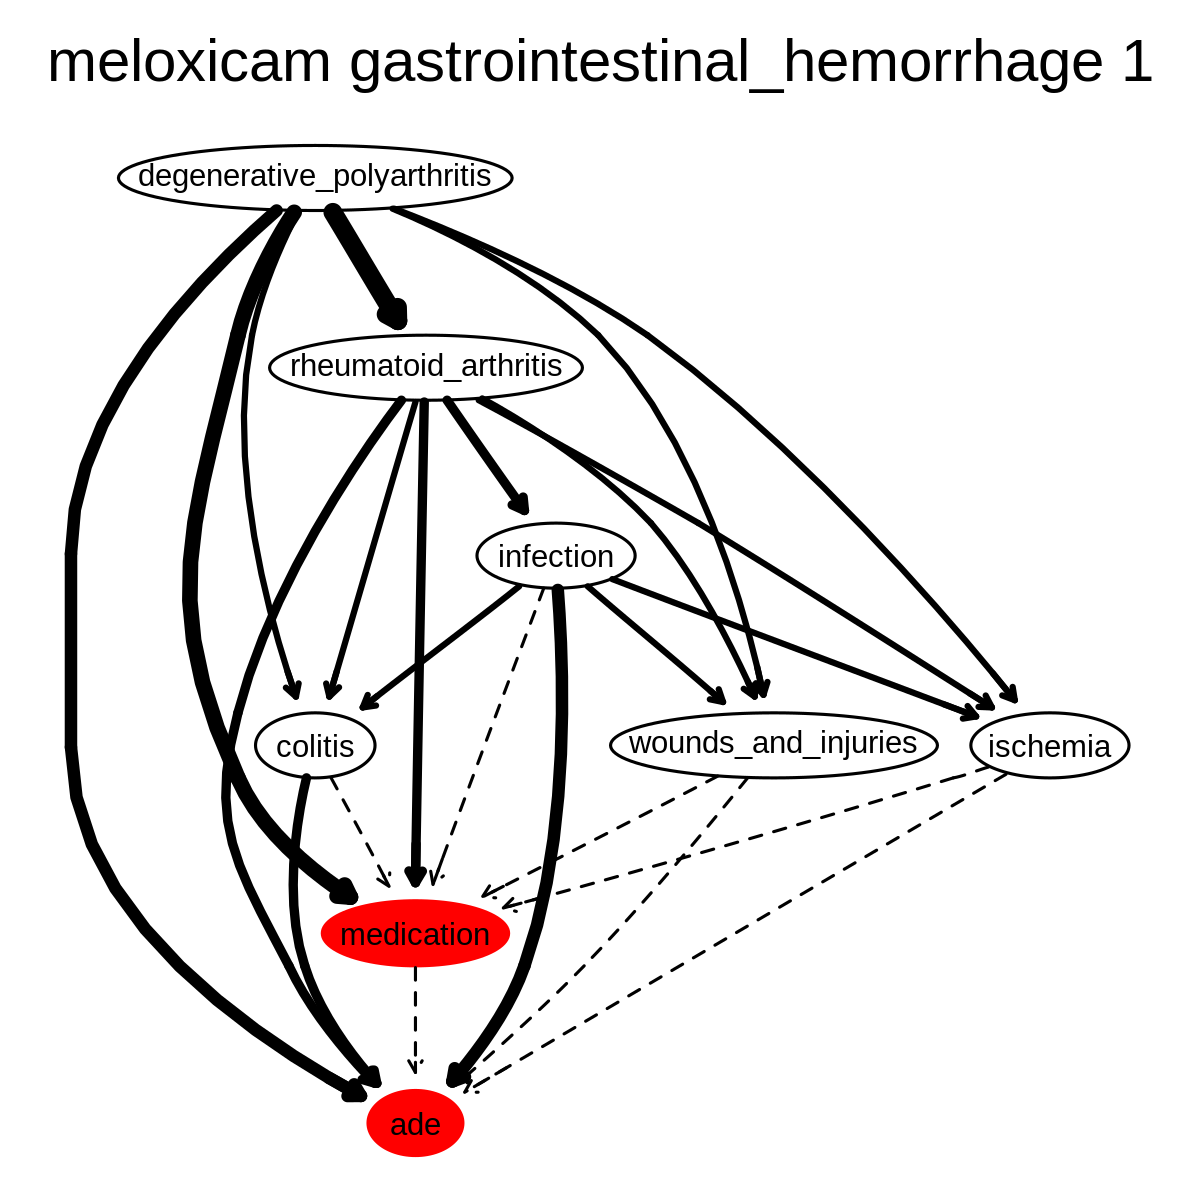 meloxicam gastrointestinal_hemorrhage 1
degenerative_polyarthritis
rheumatoid_arthritis
infection
colitis
wounds_and_injuries
ischemia
medication
ade